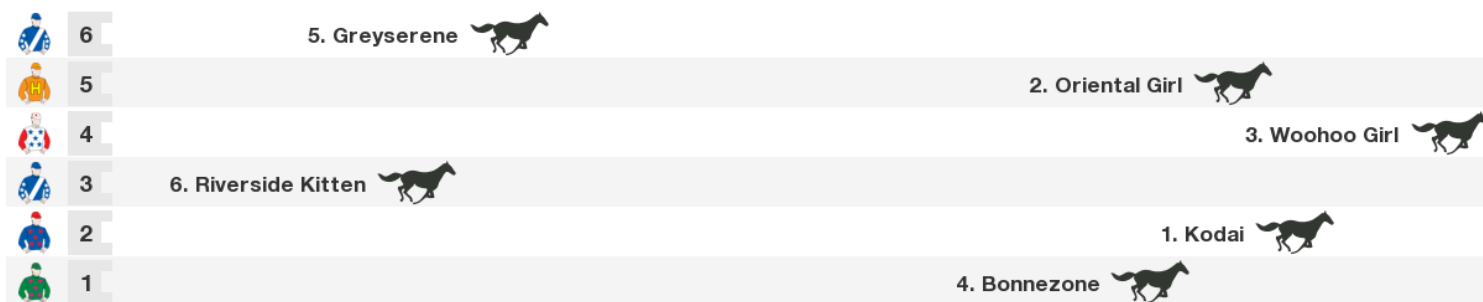 6 5. Greyserene
H 5 2. Oriental Girl
4 3. Woohoo Girl
3 6. Riverside Kitten
2 1. Kodai
1 4. Bonnezone